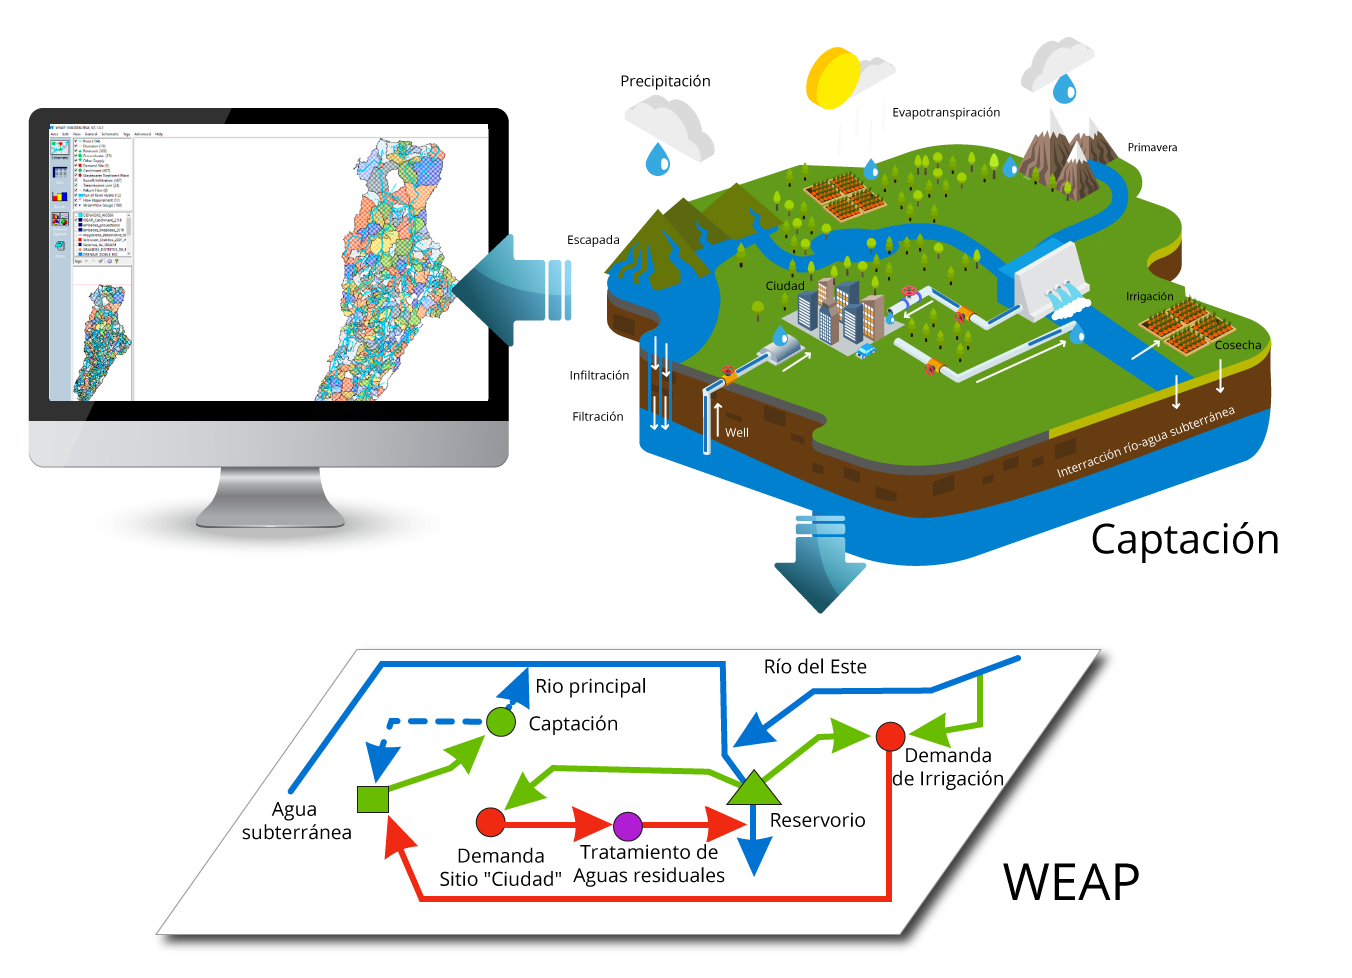 Precipitación
Evapotranspiración
Primavera
Escapada
Ciudad
Irrigación
Cosecha
Infiltración
Filtración
Well
Interracción río-agua subterránea
Captación
Río del Este
Rio principal
Captación
Demanda
de Irrigación
Agua
subterránea
Reservorio
Demanda
Sitio "Ciudad"
Tratamiento de
Aguas residuales
WEAP